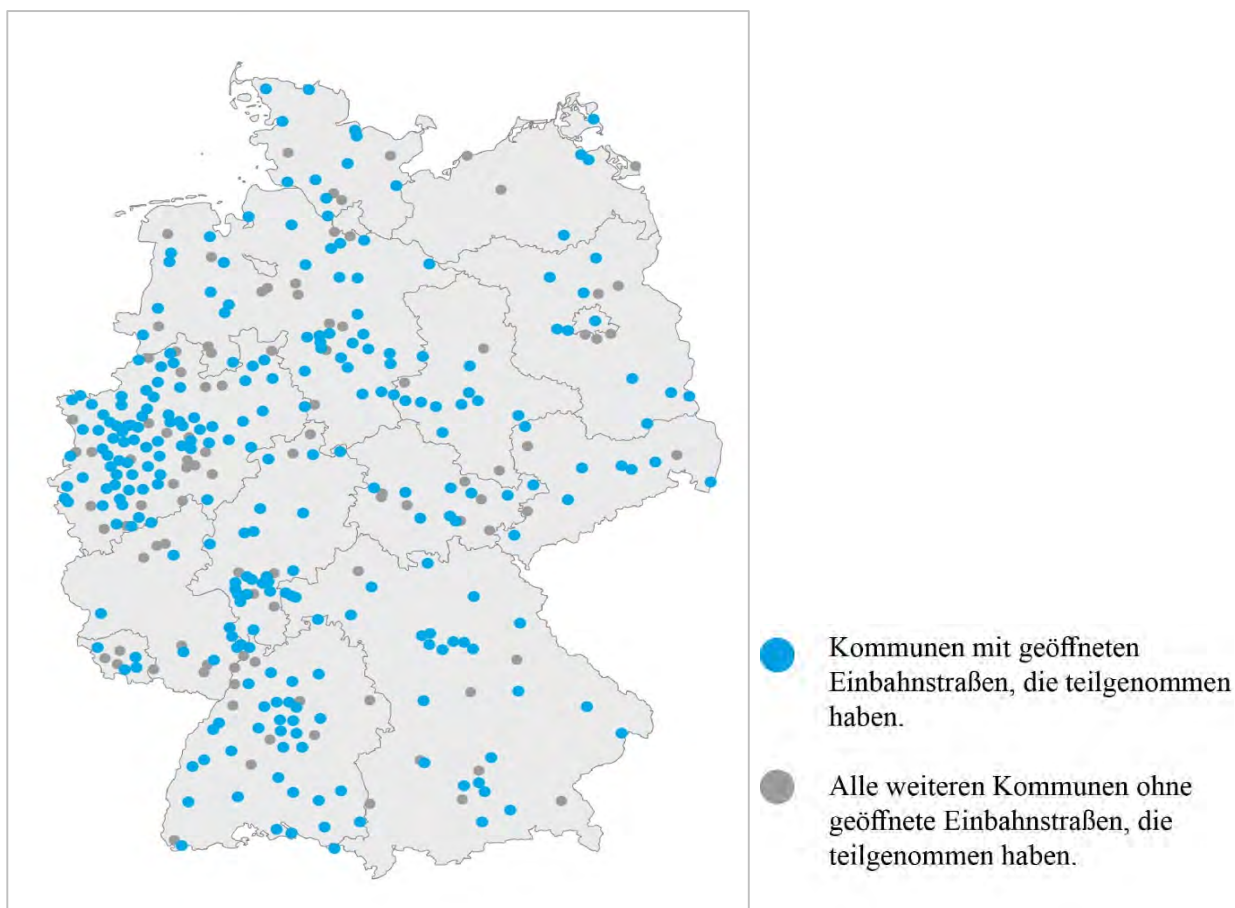 Kommunen mit geöffneten
Einbahnstraßen, die teilgenommen
haben.
Alle weiteren Kommunen ohne
geöffnete Einbahnstraßen, die
teilgenommen haben.